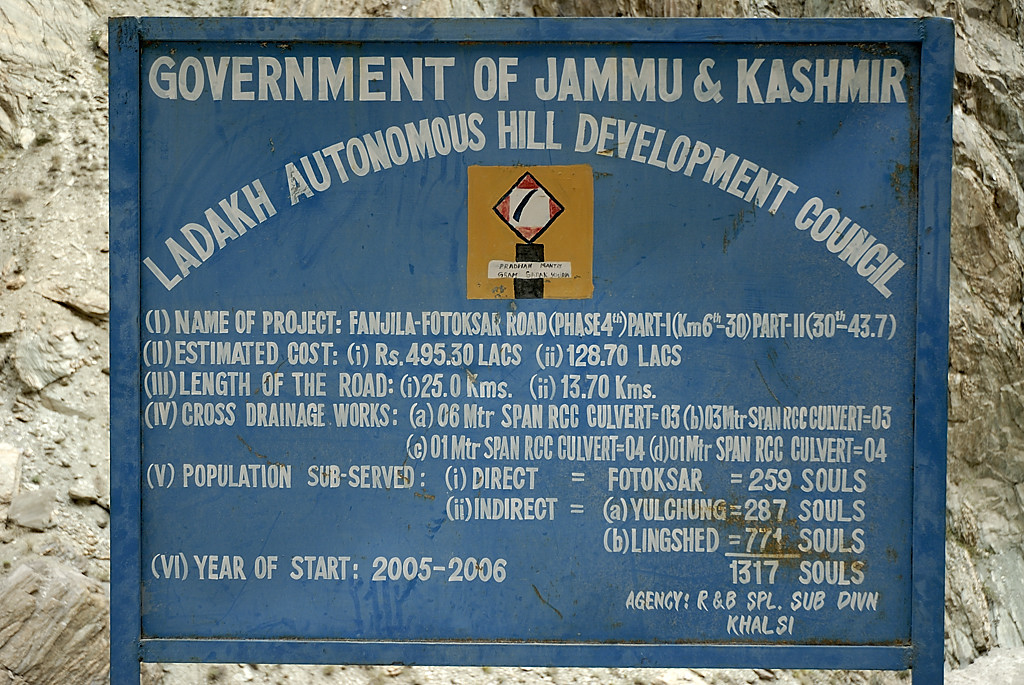 GOVERNMENT OF JAMMU & KASHMIR
LADAKH AUTONOMOUS HILL DEVELOPMENT COUNCIL
PRADHAN MANTRI
GRAM SADAK YOJNA
(I) NAME OF PROJECT: FANJILA-FOTOKSAR ROAD (PHASE 4th) PART-I (Km 6th-30) PART-II (30th-43.7)
(II) ESTIMATED COST: (i) Rs. 495.30 LACS (ii) 128.70 LACS
(III) LENGTH OF THE ROAD: (i) 25.0 Kms. (ii) 13.70 Kms.
(IV) CROSS DRAINAGE WORKS: (a) 06 Mtr SPAN RCC CULVERT=03 (b) 03 Mtr SPAN RCC CULVERT=03
(c) 01 Mtr SPAN RCC CULVERT=04 (d) 01 Mtr SPAN RCC CULVERT=04
(V) POPULATION SUB-SERVED: (i) DIRECT = FOTOKSAR = 259 SOULS
(ii) INDIRECT = (a) YULCHUNG = 287 SOULS
(b) LINGSHED = 771 SOULS
(VI) YEAR OF START: 2005-2006 1317 SOULS
AGENCY: R&B SPL. SUB DIVN
KHALSI